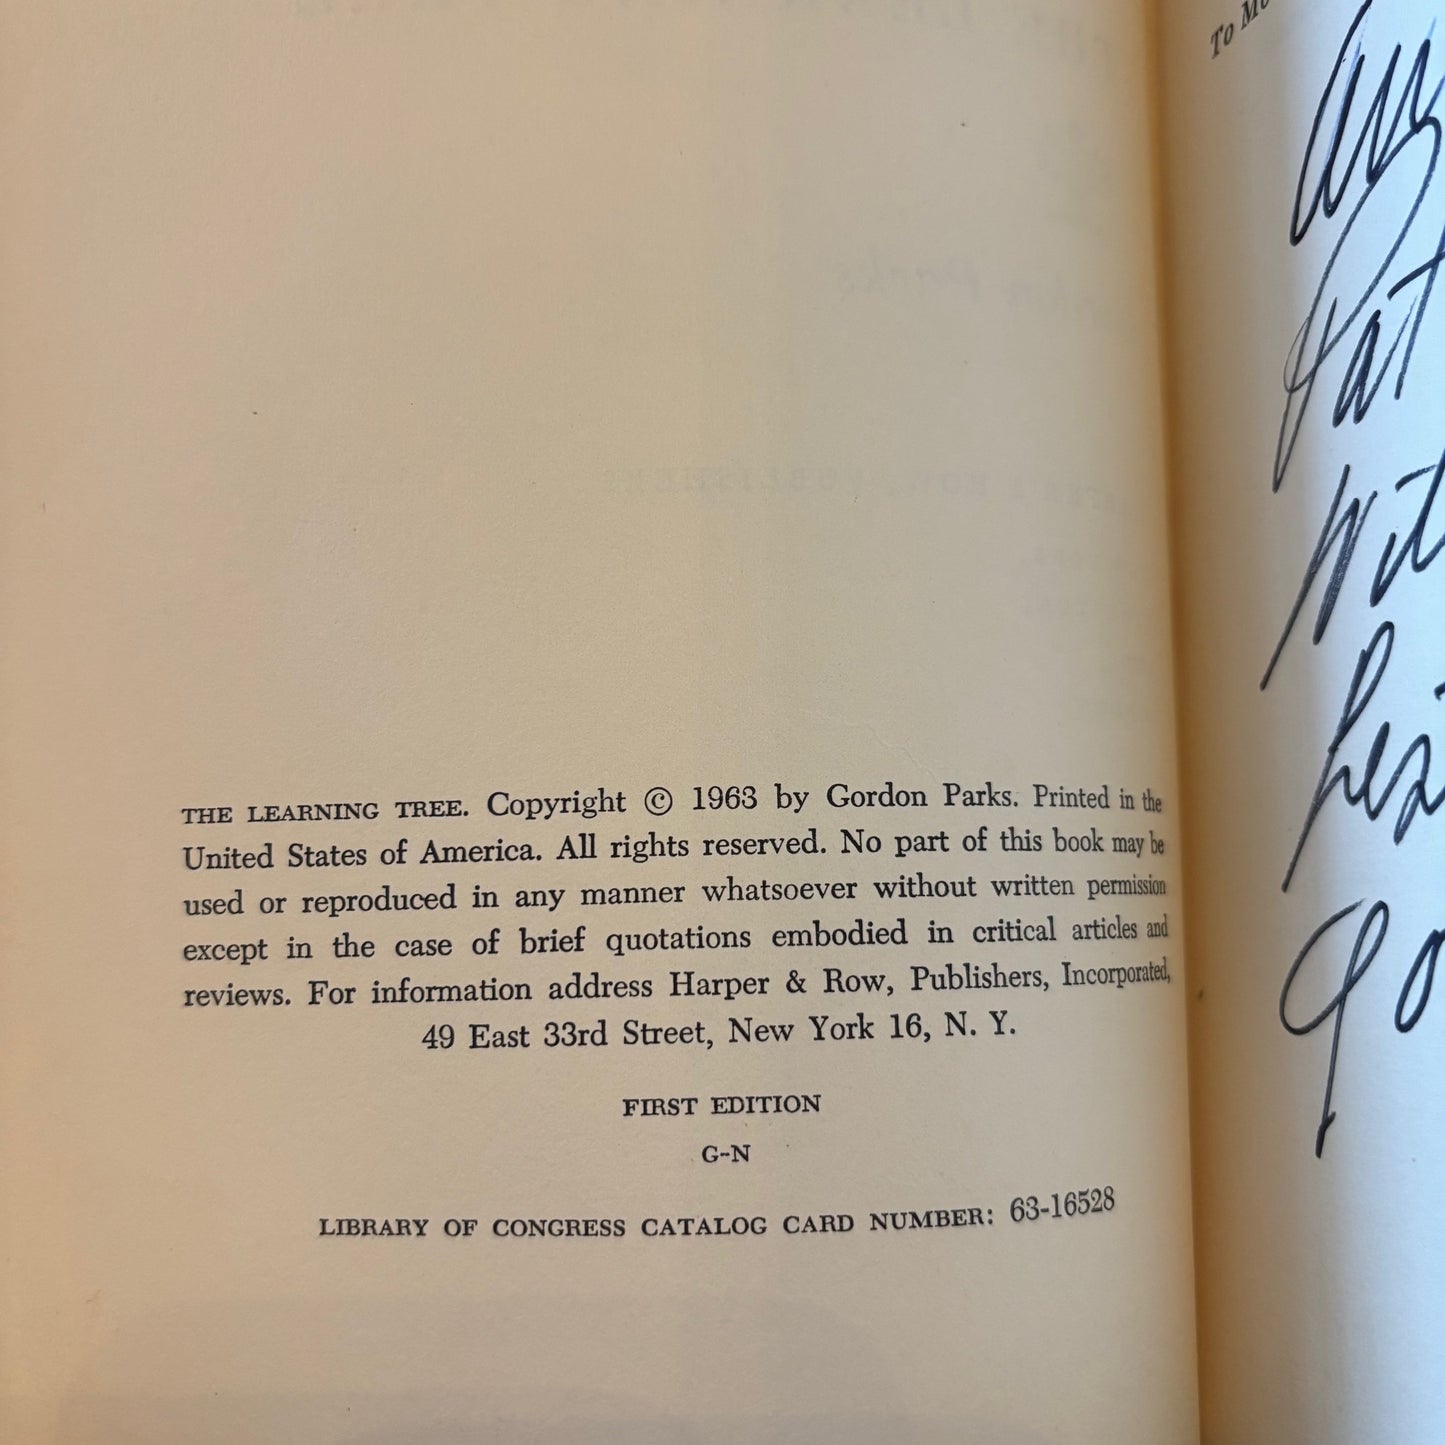 THE LEARNING TREE. Copyright © 1963 by Gordon Parks. Printed in the
United States of America. All rights reserved. No part of this book may be
used or reproduced in any manner whatsoever without written permission
except in the case of brief quotations embodied in critical articles and
reviews. For information address Harper & Row, Publishers, Incorporated,
49 East 33rd Street, New York 16, N. Y.
FIRST EDITION
G-N
LIBRARY OF CONGRESS CATALOG CARD NUMBER: 63-16528
To